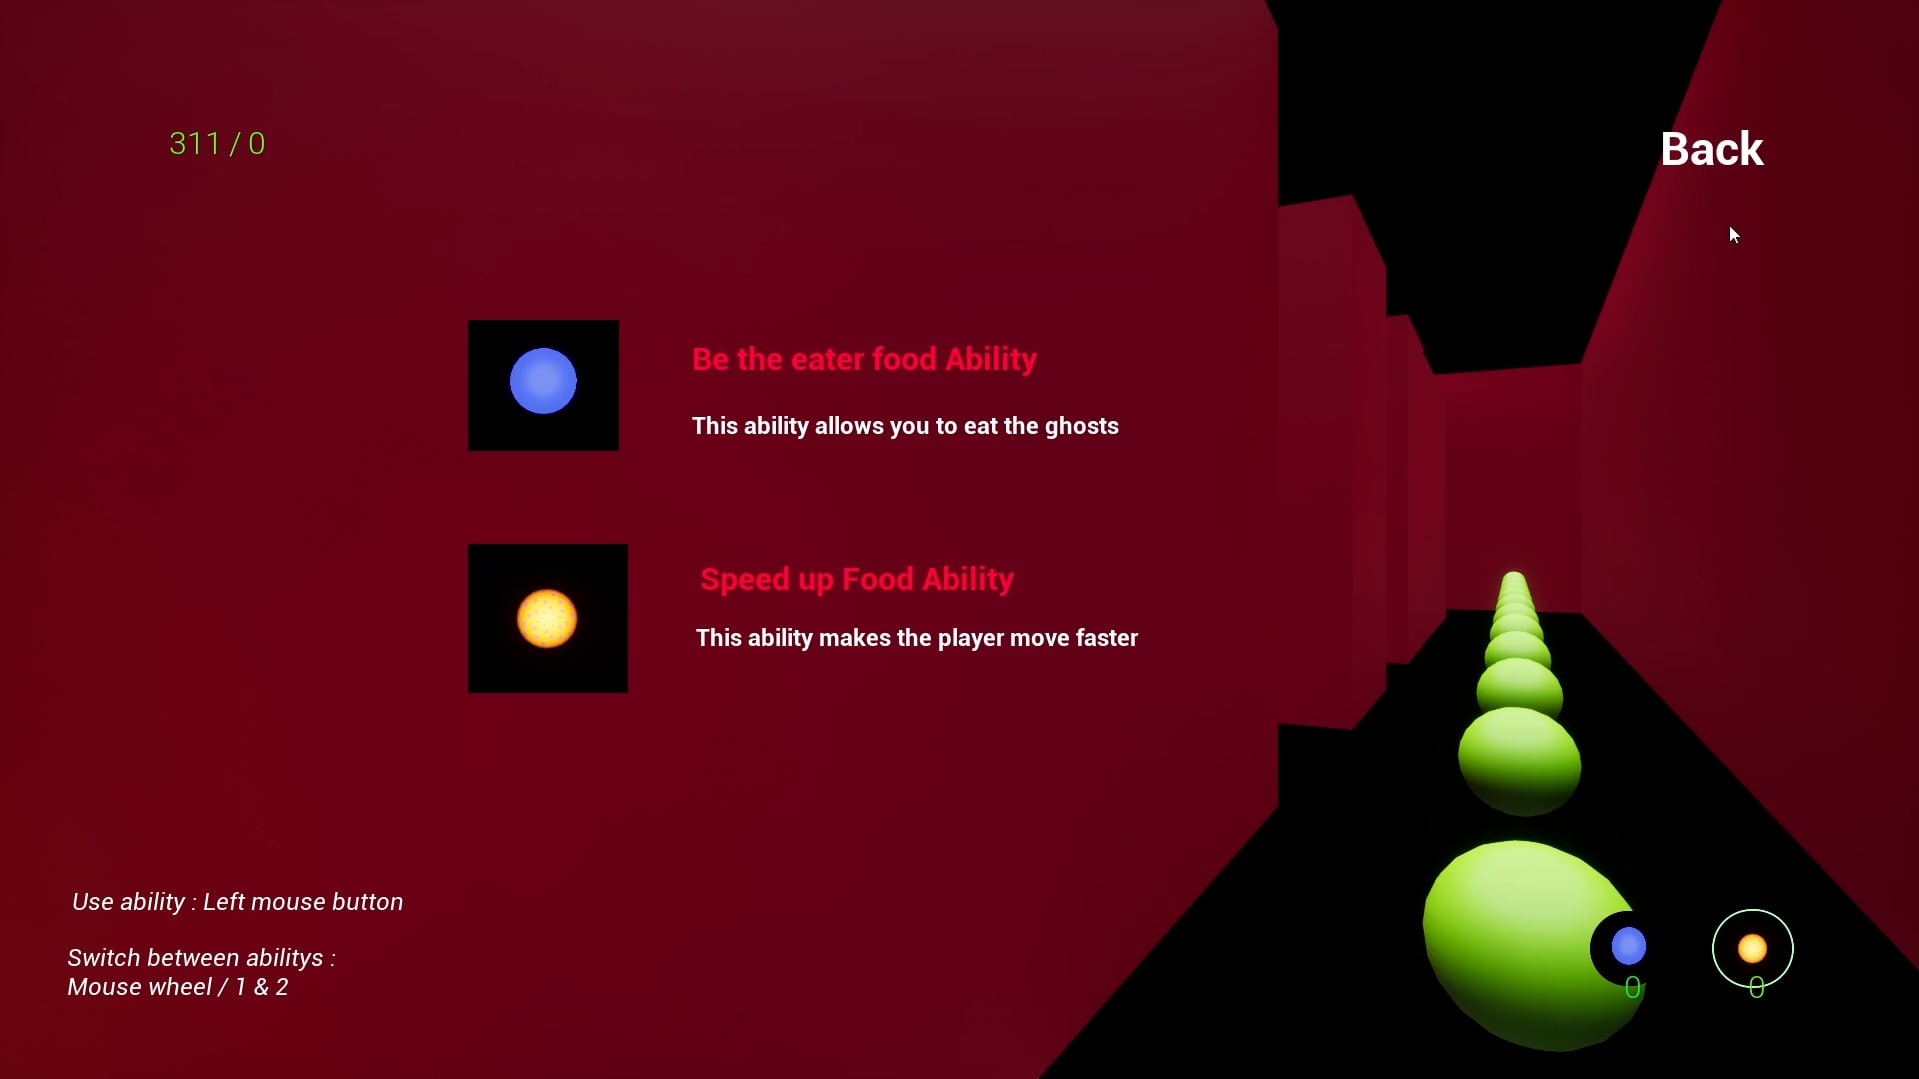 311 / 0
Back
Be the eater food Ability
This ability allows you to eat the ghosts
Speed up Food Ability
This ability makes the player move faster
Use ability : Left mouse button
Switch between abilitys :
Mouse wheel / 1 & 2
0
0